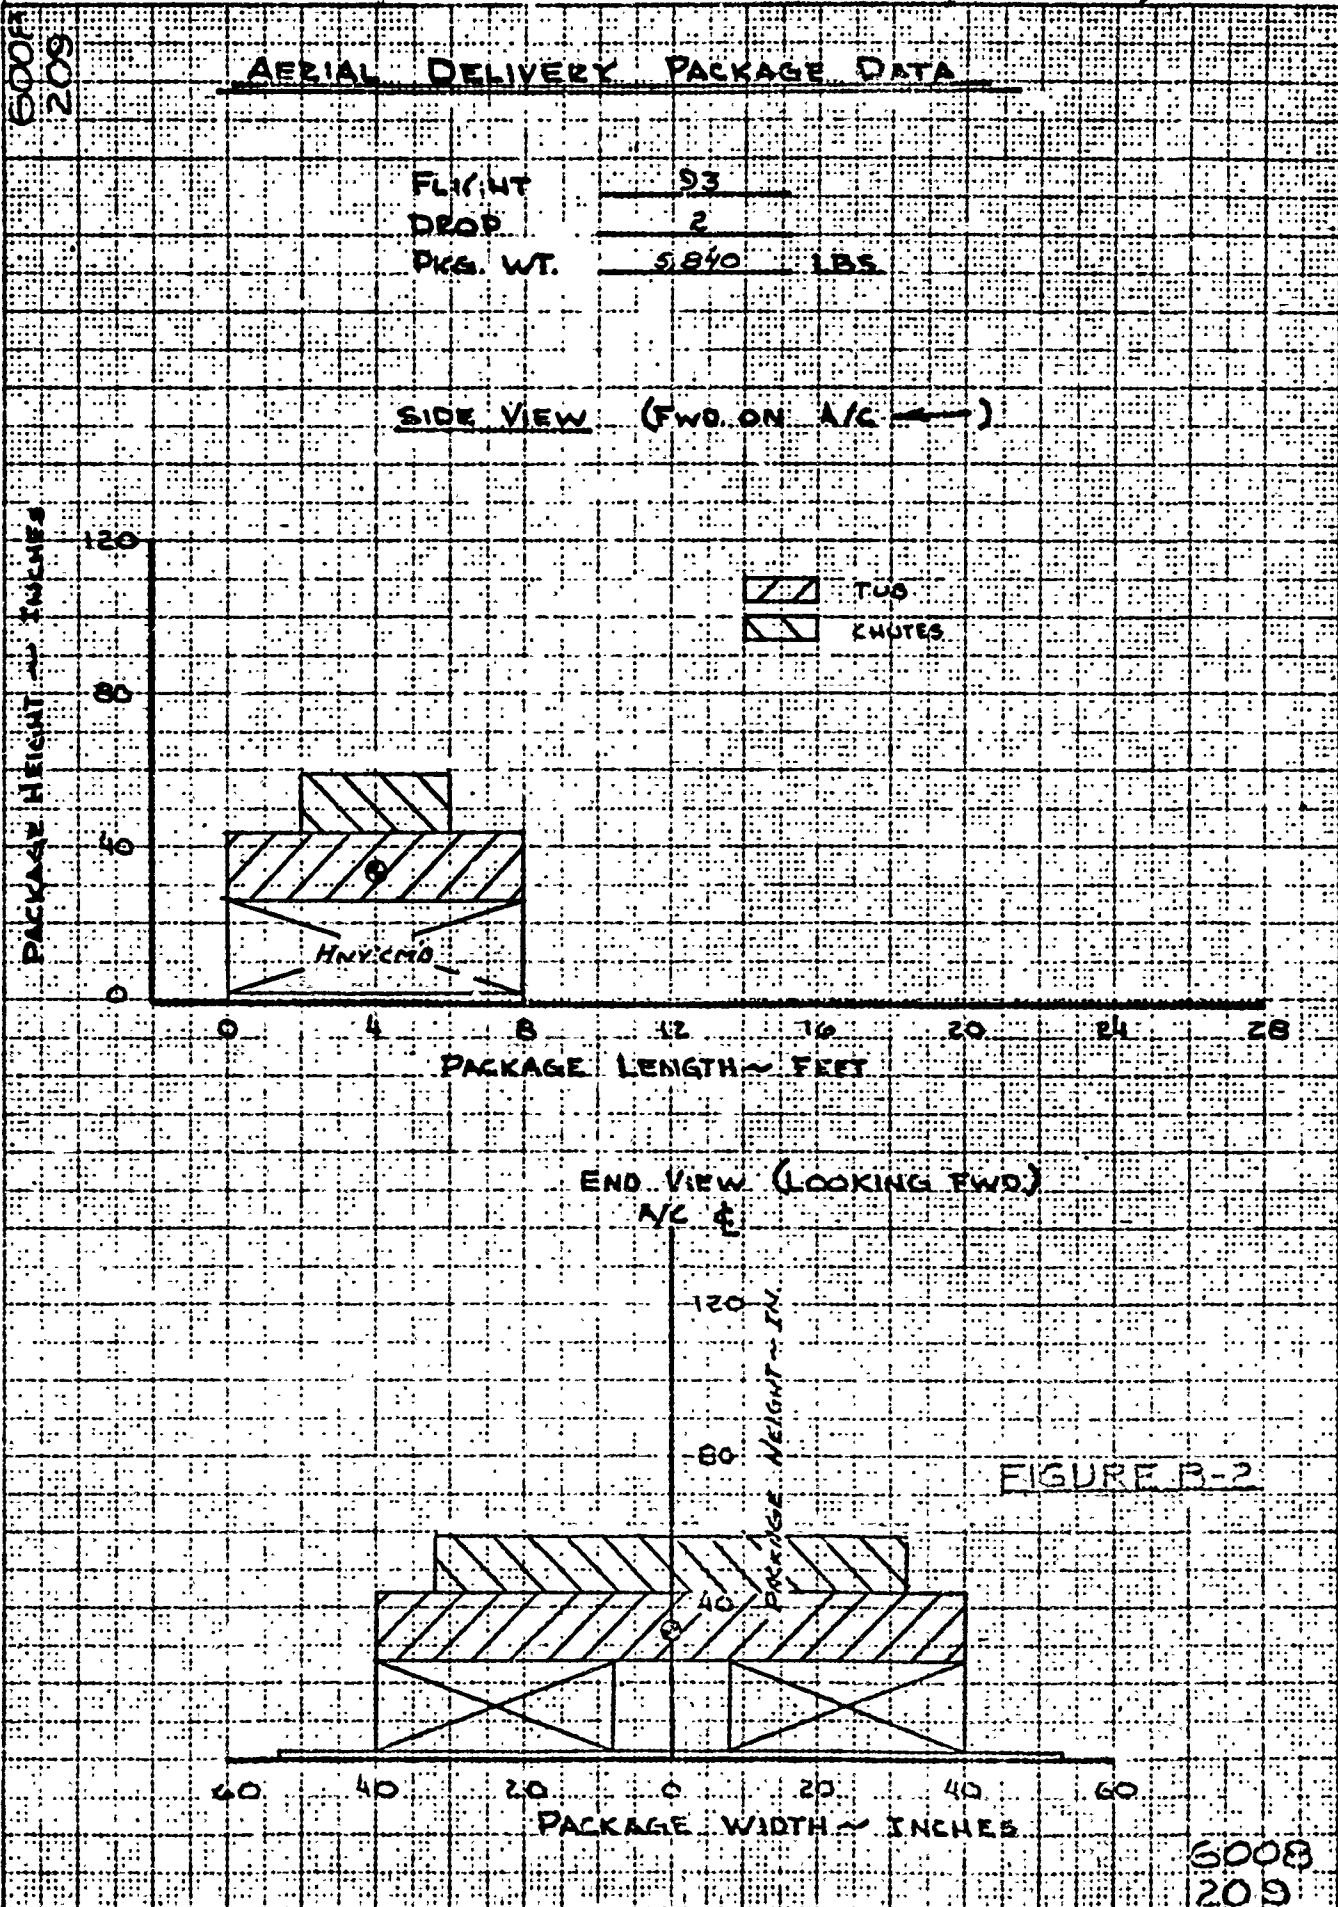 209
AERIAL DELIVERY PACKAGE DATA
FLIGHT 93
DROP 2
PKG. WT. 5,840 LBS
SIDE VIEW (FWD. ON A/C ←)
PACKAGE HEIGHT ~ INCHES
120
80
40
0
TUB
CHUTES
HNY'CMB
0 4 8 12 16 20 24 28
PACKAGE LENGTH ~ FEET
END VIEW (LOOKING FWD.)
A/C ℄
120
80
40
PACKAGE HEIGHT ~ IN
FIGURE B-2
60 40 20 0 20 40 60
PACKAGE WIDTH ~ INCHES
6008
209